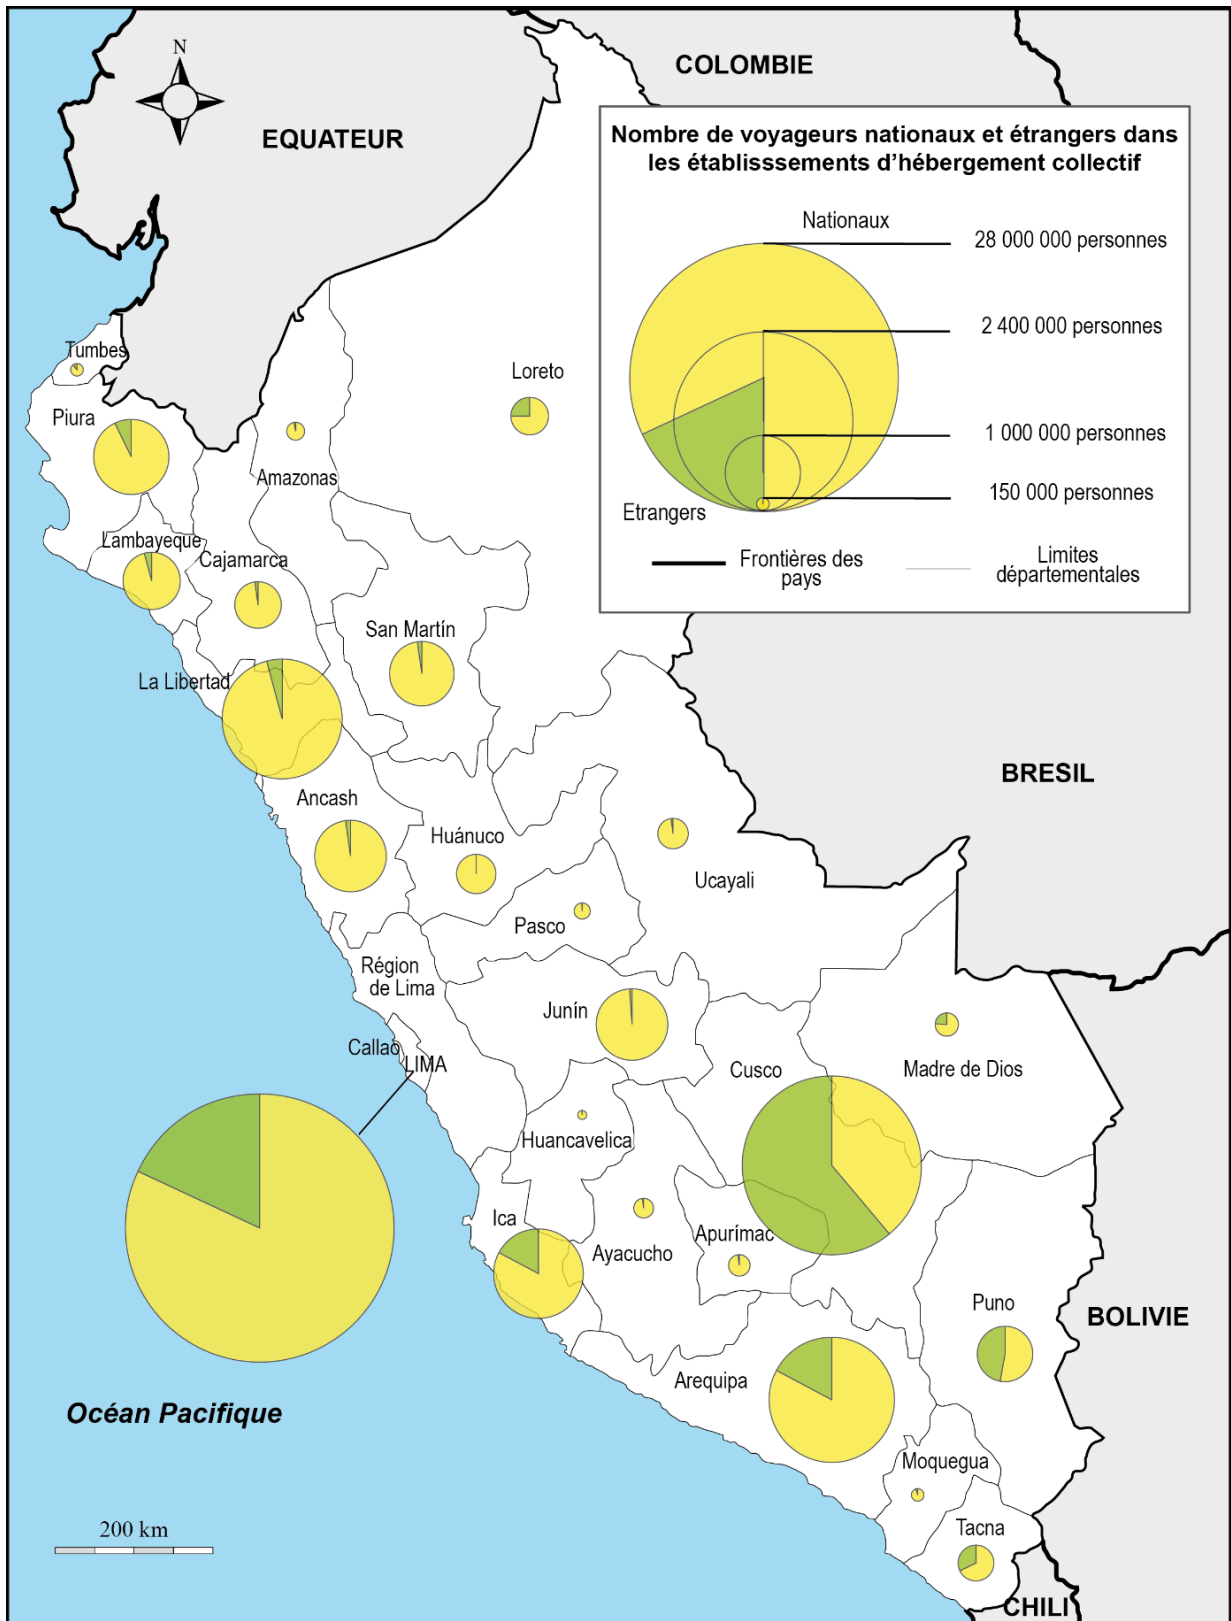 N
COLOMBIE
EQUATEUR
Nombre de voyageurs nationaux et étrangers dans
les établisssements d'hébergement collectif
Nationaux
28 000 000 personnes
2 400 000 personnes
1 000 000 personnes
150 000 personnes
Etrangers
Frontières des
pays
Limites
départementales
Tumbes
Loreto
Piura
Amazonas
Lambayeque
Cajamarca
San Martín
La Libertad
BRESIL
Ancash
Huánuco
Ucayali
Pasco
Région
de Lima
Junín
Callao
LIMA
Cusco
Madre de Dios
Huancavelica
Ica
Ayacucho
Apurímac
Puno
BOLIVIE
Arequipa
Océan Pacifique
Moquegua
200 km
Tacna
CHILI